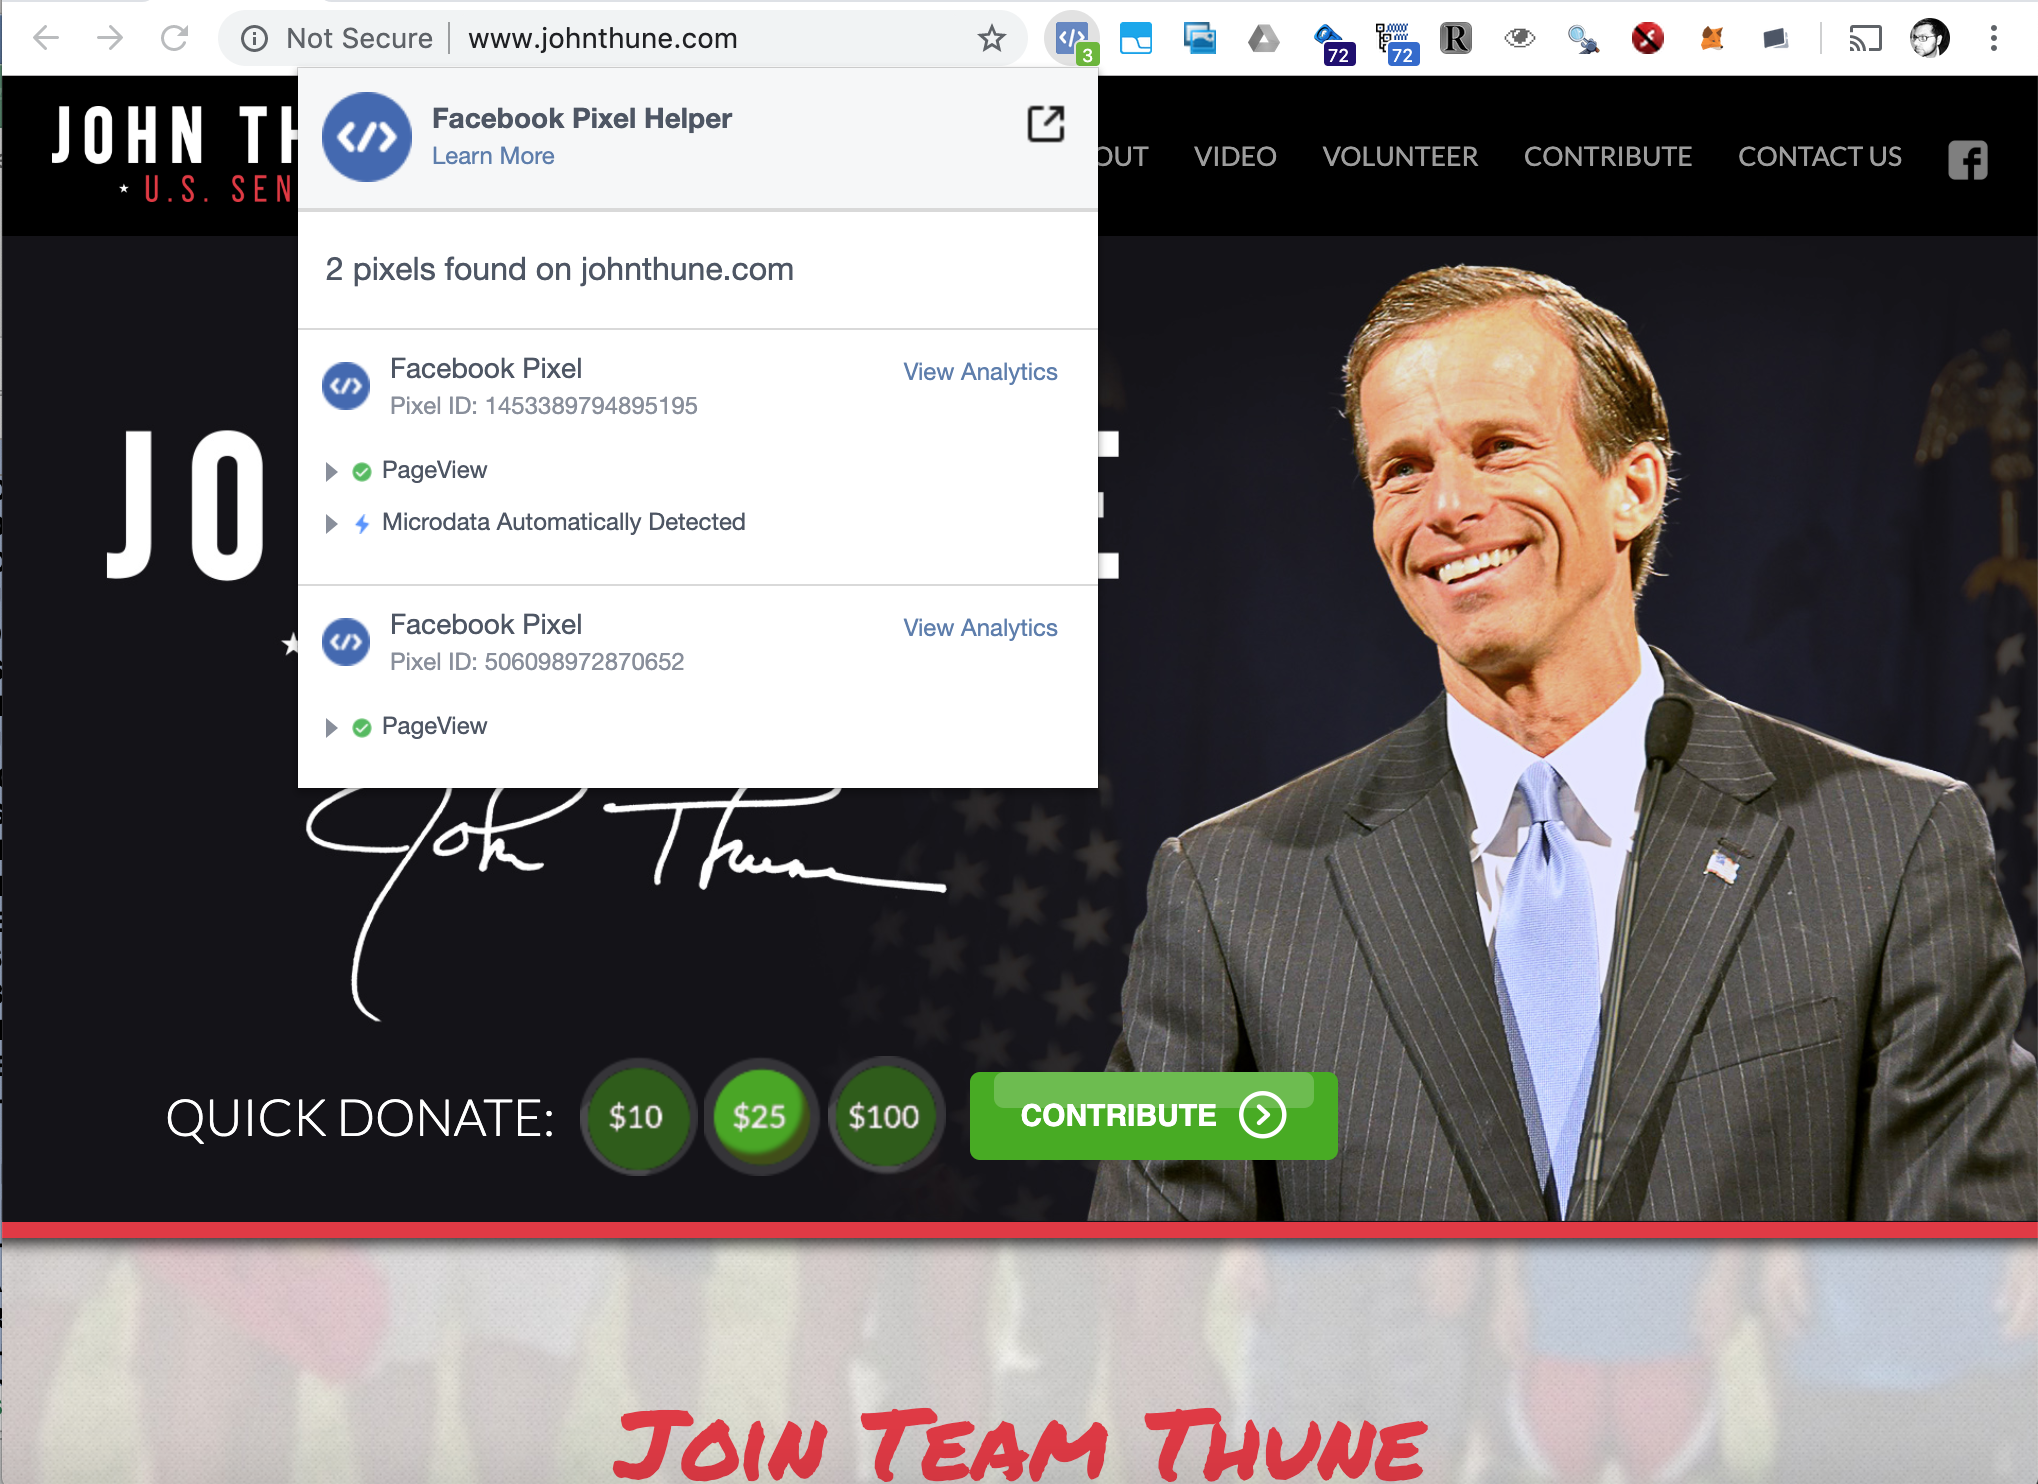 Not Secure www.johnthune.com
3
72
72
R
JOHN TH
U.S. SEN
Facebook Pixel Helper
Learn More
OUT VIDEO VOLUNTEER CONTRIBUTE CONTACT US
2 pixels found on johnthune.com
Facebook Pixel
View Analytics
Pixel ID: 1453389794895195
PageView
Microdata Automatically Detected
Facebook Pixel
View Analytics
Pixel ID: 506098972870652
PageView
JO E
John Thune
QUICK DONATE: $10 $25 $100 CONTRIBUTE
JOIN TEAM THUNE